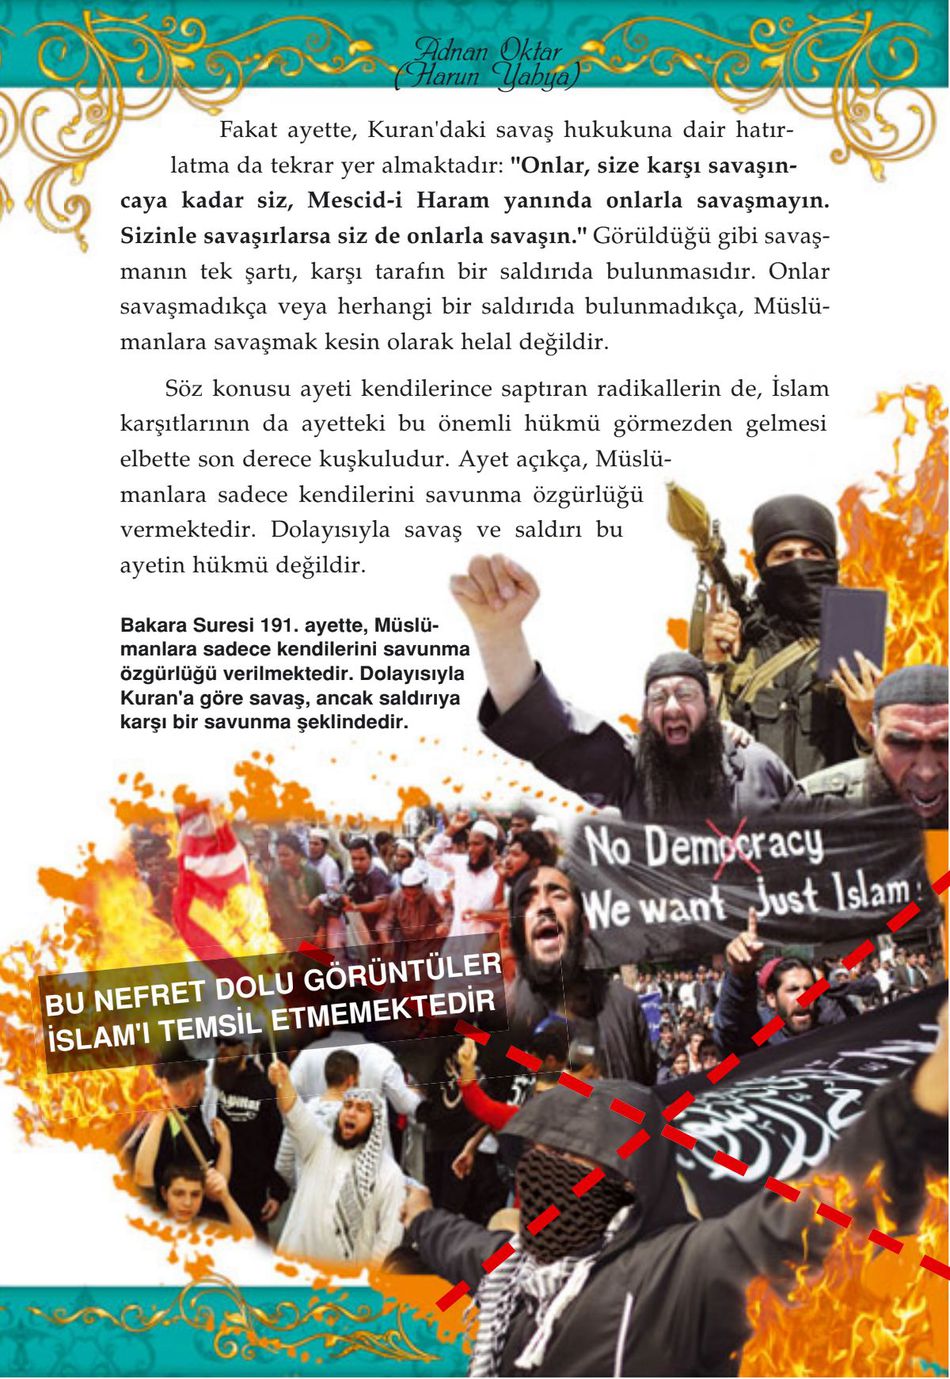 Adnan Oktar
(Harun Yahya)
Fakat ayette, Kuran'daki savaş hukukuna dair hatır-
latma da tekrar yer almaktadır: "Onlar, size karşı savaşın-
caya kadar siz, Mescid-i Haram yanında onlarla savaşmayın.
Sizinle savaşırlarsa siz de onlarla savaşın." Görüldüğü gibi savaş-
manın tek şartı, karşı tarafın bir saldırıda bulunmasıdır. Onlar
savaşmadıkça veya herhangi bir saldırıda bulunmadıkça, Müslü-
manlara savaşmak kesin olarak helal değildir.
Söz konusu ayeti kendilerince saptıran radikallerin de, İslam
karşıtlarının da ayetteki bu önemli hükmü görmezden gelmesi
elbette son derece kuşkuludur. Ayet açıkça, Müslü-
manlara sadece kendilerini savunma özgürlüğü
vermektedir. Dolayısıyla savaş ve saldırı bu
ayetin hükmü değildir.
Bakara Suresi 191. ayette, Müslü-
manlara sadece kendilerini savunma
özgürlüğü verilmektedir. Dolayısıyla
Kuran'a göre savaş, ancak saldırıya
karşı bir savunma şeklindedir.
No Democracy
We want Just Islam
BU NEFRET DOLU GÖRÜNTÜLER
İSLAM'I TEMSİL ETMEMEKTEDİR